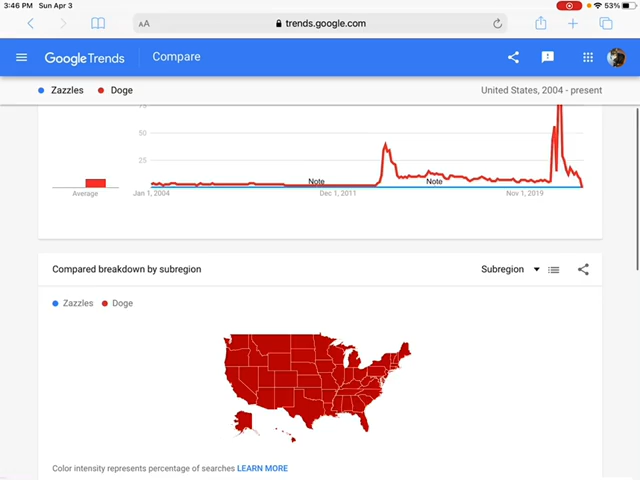 3:46 PM Sun Apr 3
53%
AA
trends.google.com
Google Trends
Compare
Zazzles
Doge
United States, 2004 - present
75
50
25
Note
Note
Average
Jan 1, 2004
Dec 1, 2011
Nov 1, 2019
Compared breakdown by subregion
Subregion
Zazzles
Doge
Color intensity represents percentage of searches LEARN MORE